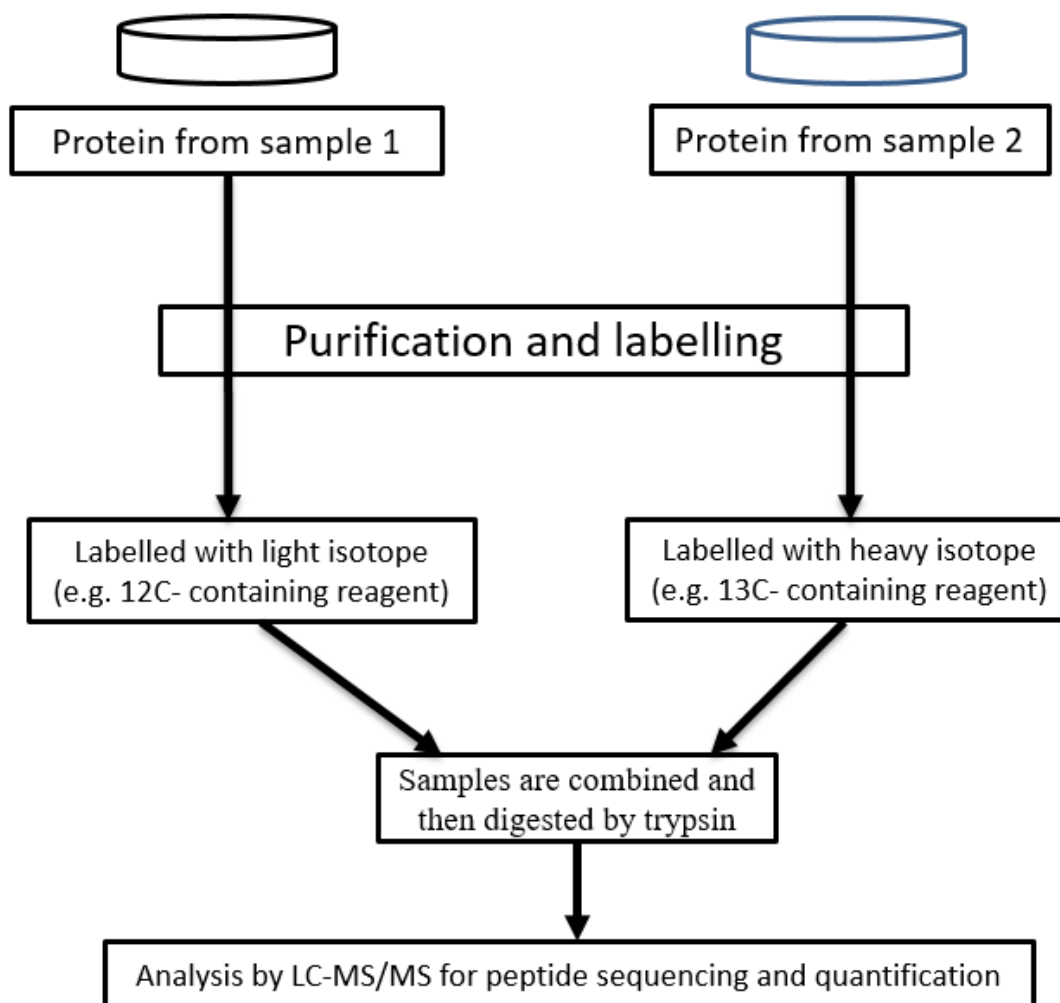 Protein from sample 1
Protein from sample 2
Purification and labelling
Labelled with light isotope
(e.g. 12C- containing reagent)
Labelled with heavy isotope
(e.g. 13C- containing reagent)
Samples are combined and
then digested by trypsin
Analysis by LC-MS/MS for peptide sequencing and quantification